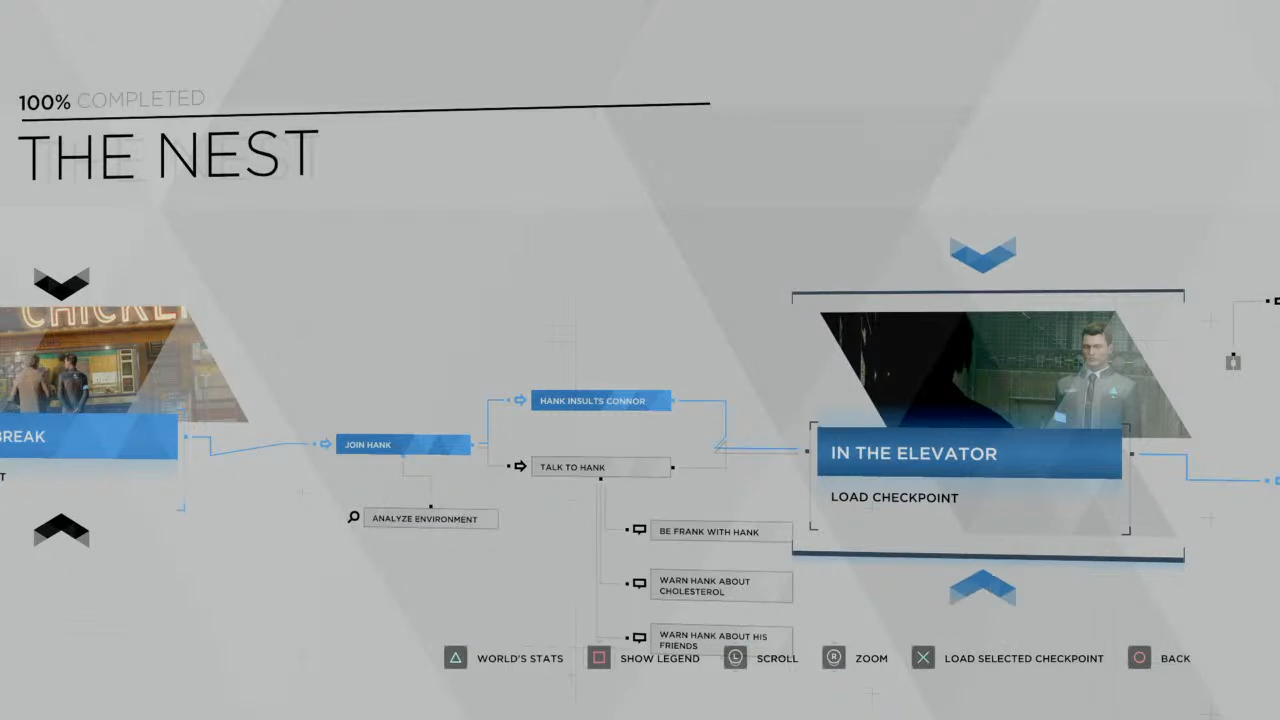 100% COMPLETED
THE NEST
CHICKE
BREAK
T
JOIN HANK
ANALYZE ENVIRONMENT
HANK INSULTS CONNOR
TALK TO HANK
BE FRANK WITH HANK
WARN HANK ABOUT
CHOLESTEROL
WARN HANK ABOUT HIS
FRIENDS
IN THE ELEVATOR
LOAD CHECKPOINT
WORLD'S STATS
SHOW LEGEND
L
SCROLL
R
ZOOM
LOAD SELECTED CHECKPOINT
BACK